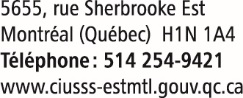 5655, rue Sherbrooke Est
Montréal (Québec)  H1N 1A4
Téléphone : 514 254-9421
www.ciusss-estmtl.gouv.qc.ca